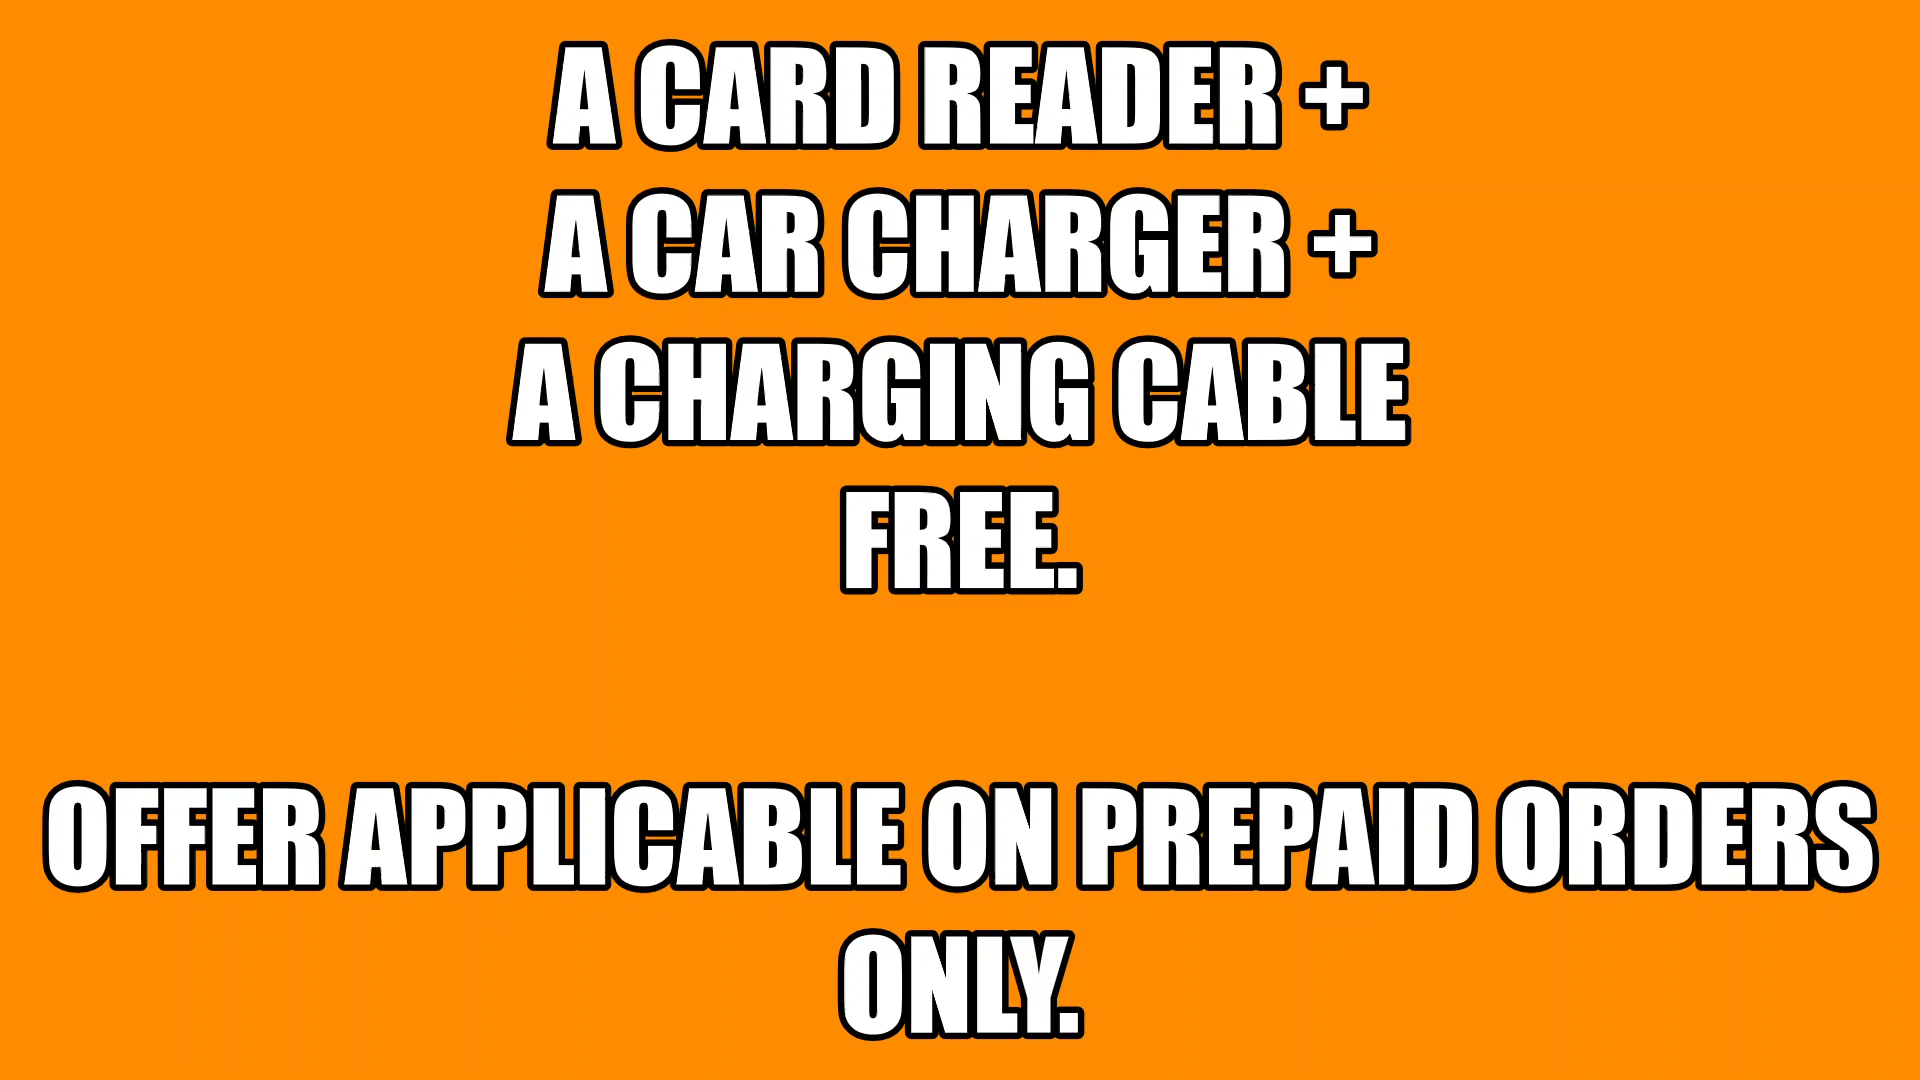 A CARD READER +
A CAR CHARGER +
A CHARGING CABLE
FREE.
OFFER APPLICABLE ON PREPAID ORDERS
ONLY.